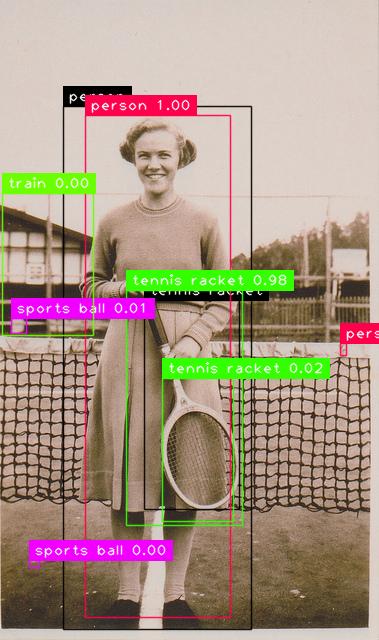 person
person 1.00
train 0.00
tennis racket 0.98
tennis racket
sports ball 0.01
pers
tennis racket 0.02
sports ball 0.00